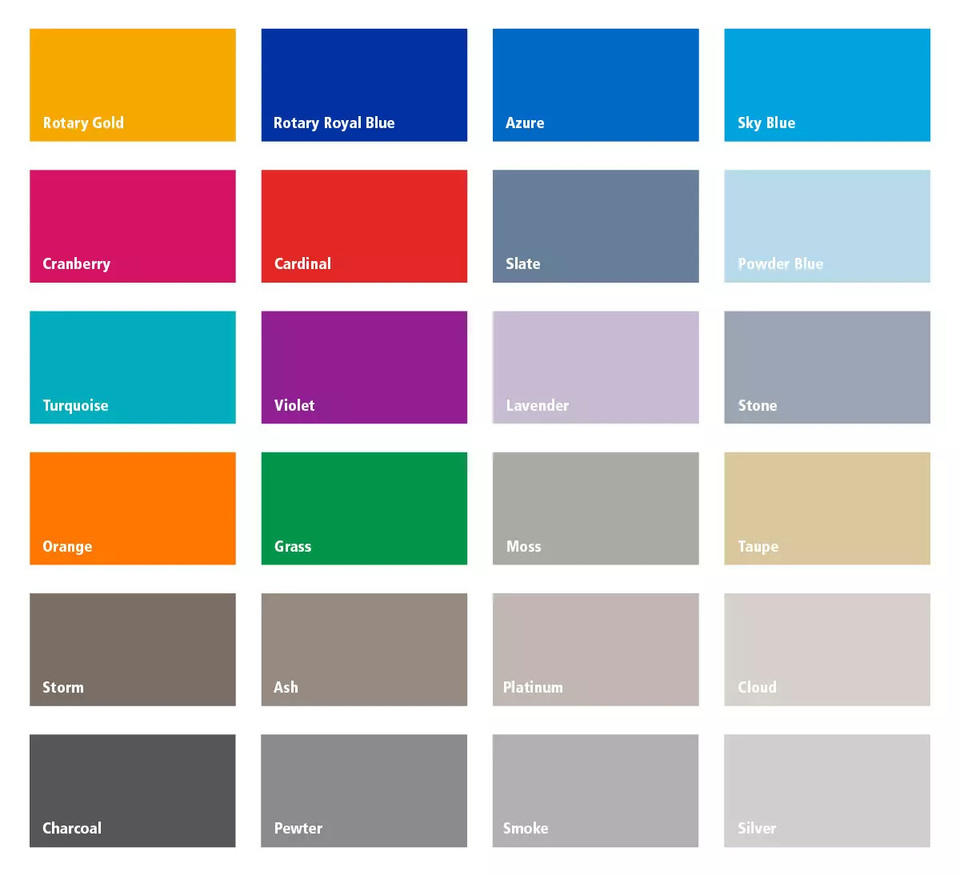 Rotary Gold
Rotary Royal Blue
Azure
Sky Blue
Cranberry
Cardinal
Slate
Powder Blue
Turquoise
Violet
Lavender
Stone
Orange
Grass
Moss
Taupe
Storm
Ash
Platinum
Cloud
Charcoal
Pewter
Smoke
Silver